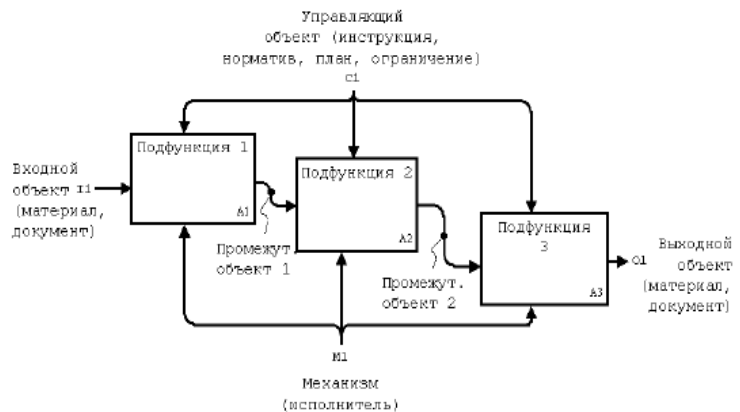 Управляющий
объект (инструкция,
норматив, план, ограничение)
C1
Подфункция 1
A1
Входной
объект I1
(материал,
документ)
Подфункция 2
A2
Промежут.
объект 1
Подфункция
3
A3
Промежут.
объект 2
O1
Выходной
объект
(материал,
документ)
M1
Механизм
(исполнитель)